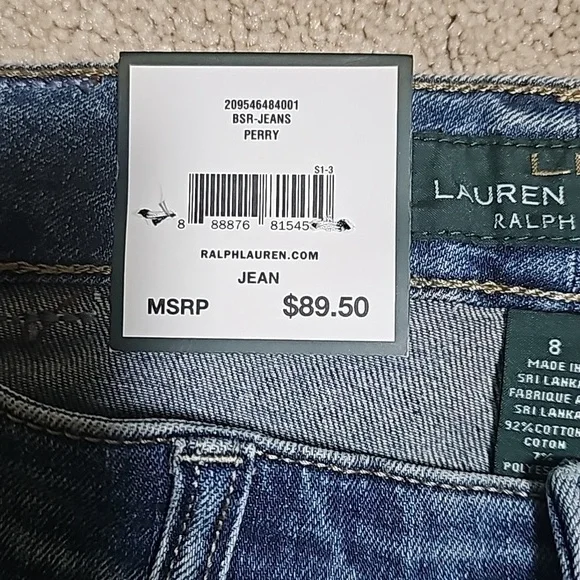 209546484001
BSR-JEANS
PERRY
S1-3
8 88876 81545
RALPHLAUREN.COM
JEAN
MSRP $89.50
LAUREN
RALPH
8
MADE IN
SRI LANKA
FABRIQUE A
SRI LANKA
92% COTTON
COTON
7%